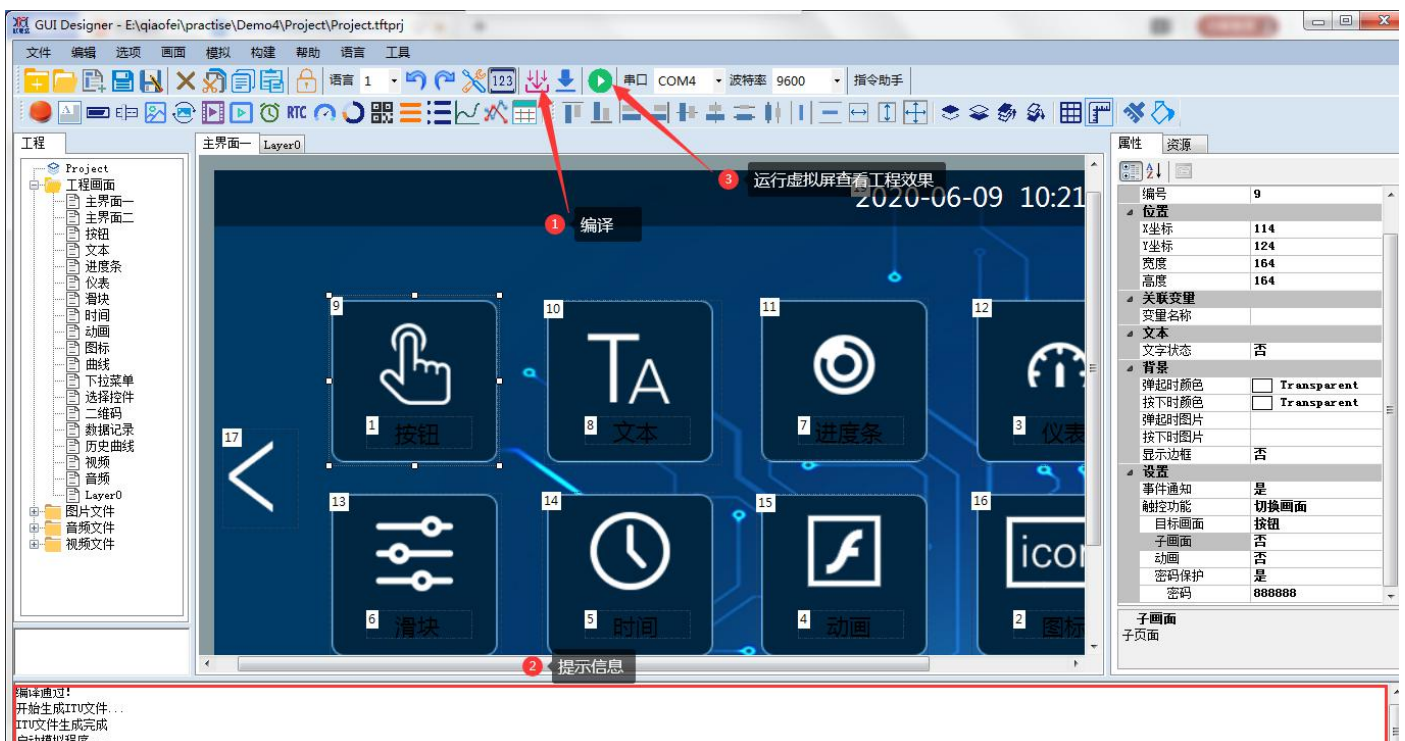 GUI Designer - E:\qiaofei\practise\Demo4\Project\Project.tftprj
文件 编辑 选项 画面 模拟 构建 帮助 语言 工具
语言 1 123 串口 COM4 波特率 9600 指令助手
RTC
工程
主界面一 Layer0
属性 资源
Project
工程画面
主界面一
主界面二
按钮
文本
进度条
仪表
滑块
时间
动画
图标
曲线
下拉菜单
选择控件
二维码
数据记录
历史曲线
视频
音频
Layer0
图片文件
音频文件
视频文件
3 运行虚拟屏查看工程效果
2020-06-09 10:21
1 编译
9 10 11 12
TA
1 按钮 8 文本 7 进度条 3 仪表
17
13 14 15 16
icon
6 滑块 5 时间 4 动画 2 图标
2 提示信息
编号 9
位置
X坐标 114
Y坐标 124
宽度 164
高度 164
关联变量
变量名称
文本
文字状态 否
背景
弹起时颜色 Transparent
按下时颜色 Transparent
弹起时图片
按下时图片
显示边框 否
设置
事件通知 是
触控功能 切换画面
目标画面 按钮
子画面 否
动画 否
密码保护 是
密码 888888
子画面
子页面
编译通过!
开始生成ITU文件...
ITU文件生成完成
启动模拟程序